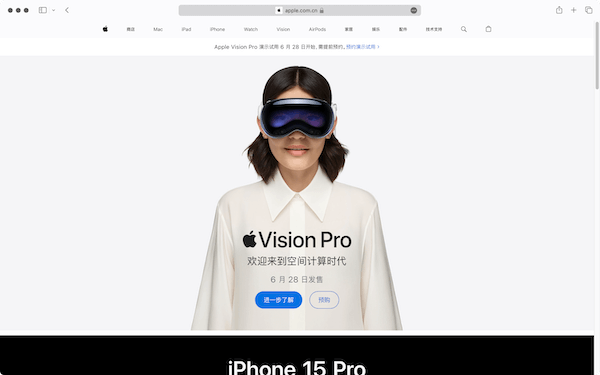 apple.com.cn
商店 Mac iPad iPhone Watch Vision AirPods 家居 娱乐 配件 技术支持
Apple Vision Pro 演示试用 6 月 28 日开始，需提前预约。预约演示试用 >
Vision Pro
欢迎来到空间计算时代
6 月 28 日发售
进一步了解 预购
iPhone 15 Pro